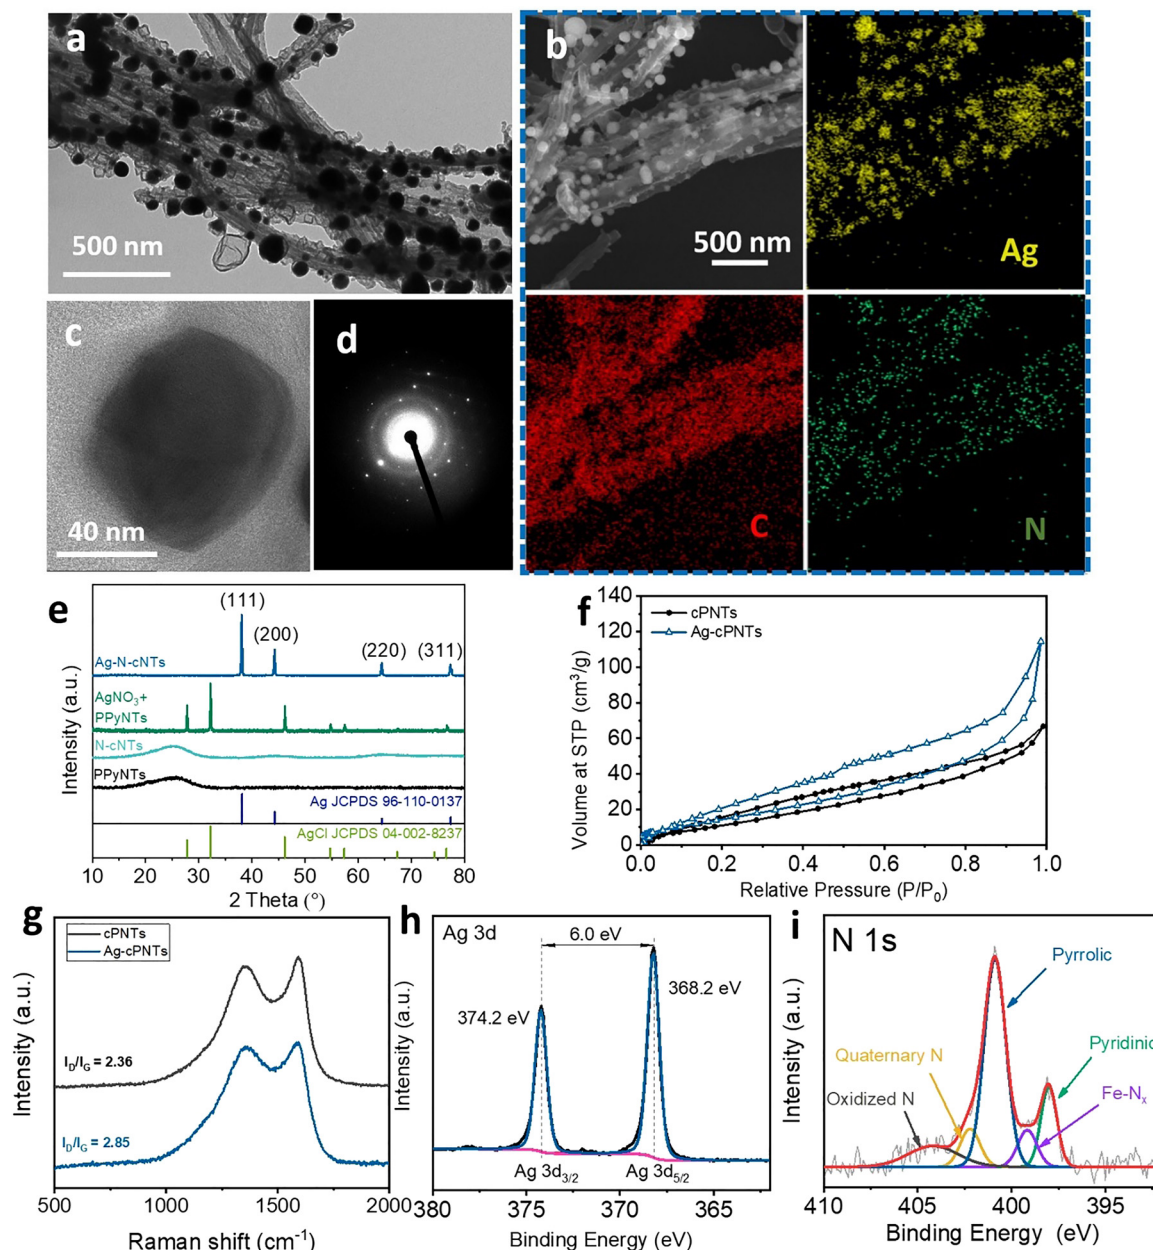 a
500 nm
b
500 nm
Ag
c
40 nm
d
C
N
e
(111)
(200)
(220)
(311)
Ag-N-cNTs
AgNO₃+
PPyNTs
N-cNTs
PPyNTs
Ag JCPDS 96-110-0137
AgCl JCPDS 04-002-8237
Intensity (a.u.)
10 20 30 40 50 60 70 80
2 Theta (°)
f
cPNTs
Ag-cPNTs
Volume at STP (cm³/g)
140
120
100
80
60
40
20
0
0.0 0.2 0.4 0.6 0.8 1.0
Relative Pressure (P/P₀)
g
cPNTs
Ag-cPNTs
I_D/I_G = 2.36
I_D/I_G = 2.85
Intensity (a.u.)
500 1000 1500 2000
Raman shift (cm⁻¹)
h
Ag 3d
6.0 eV
374.2 eV
368.2 eV
Ag 3d₃/₂
Ag 3d₅/₂
Intensity (a.u.)
380 375 370 365
Binding Energy (eV)
i
N 1s
Pyrrolic
Quaternary N
Pyridinic
Oxidized N
Fe-Nₓ
Intensity (a.u.)
410 405 400 395
Binding Energy (eV)